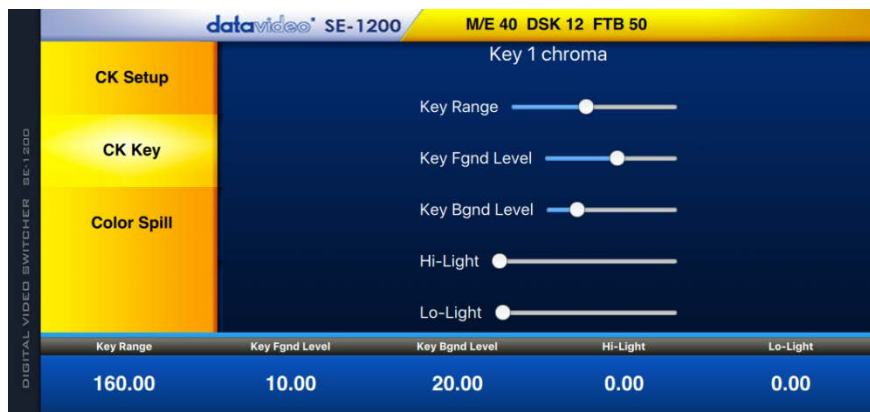 datavideo SE-1200 M/E 40 DSK 12 FTB 50
Key 1 chroma
CK Setup
CK Key
Color Spill
Key Range
Key Fgnd Level
Key Bgnd Level
Hi-Light
Lo-Light
DIGITAL VIDEO SWITCHER SE-1200
Key Range Key Fgnd Level Key Bgnd Level Hi-Light Lo-Light
160.00 10.00 20.00 0.00 0.00